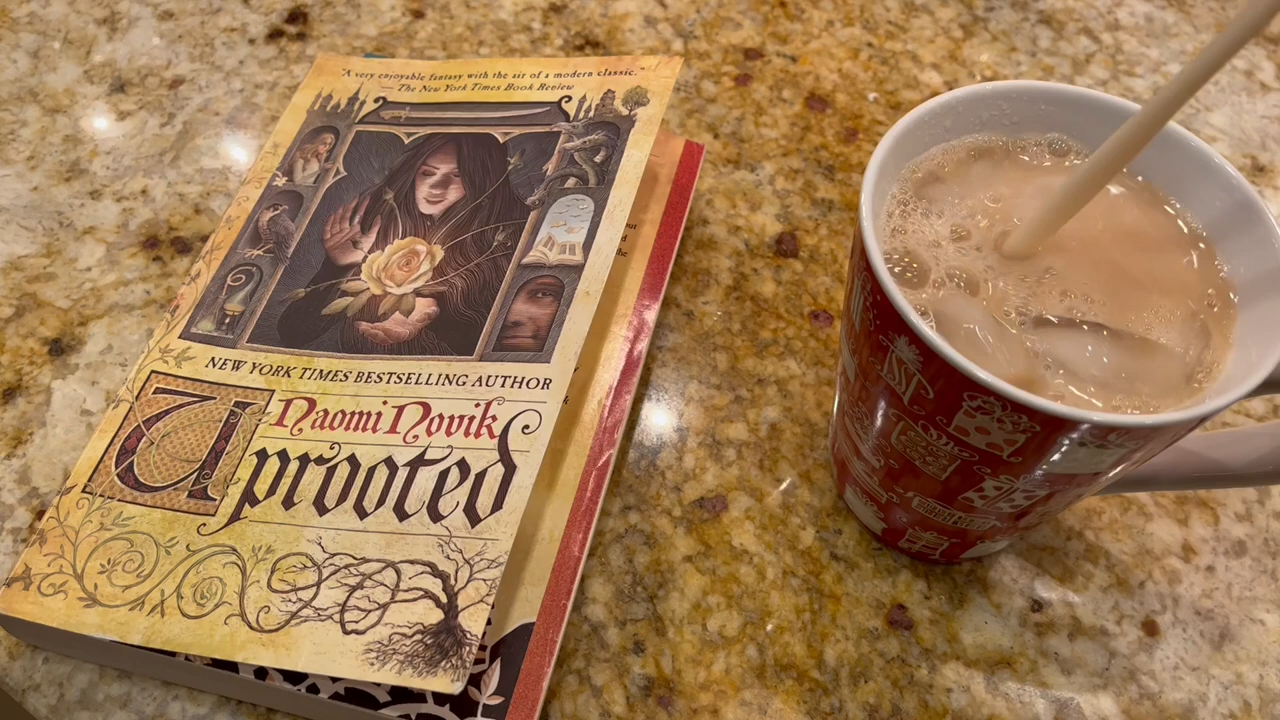 "A very enjoyable fantasy with the air of a modern classic."
— The New York Times Book Review
NEW YORK TIMES BESTSELLING AUTHOR
Naomi Novik
Uprooted